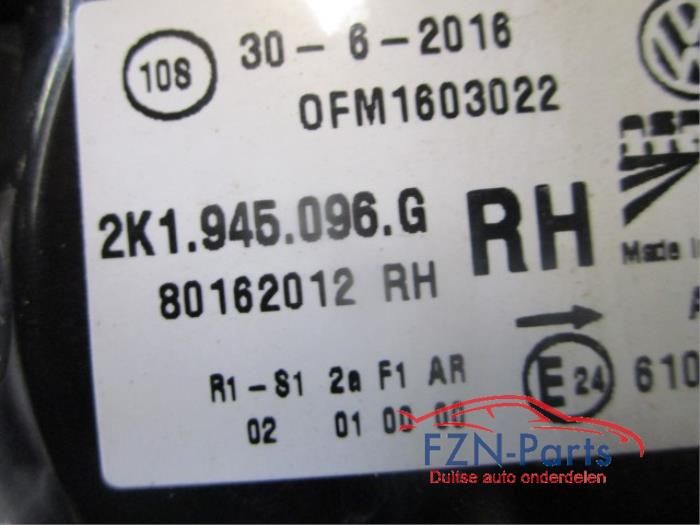 108 30-6-2016
OFM1603022
2K1.945.096.G RH
80162012 RH
Made
R1-S1 2a F1 AR
02 01 00 00
E 24 610
FZN-Parts
Duitse auto onderdelen